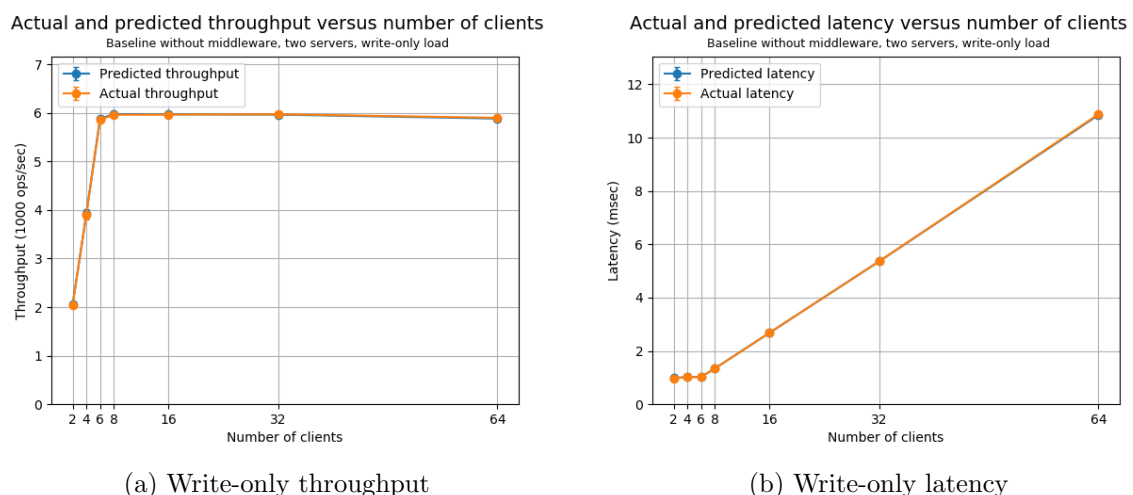 Actual and predicted throughput versus number of clients
Baseline without middleware, two servers, write-only load
Predicted throughput
Actual throughput
Throughput (1000 ops/sec)
7
6
5
4
3
2
1
0
2 4 6 8 16 32 64
Number of clients
(a) Write-only throughput
Actual and predicted latency versus number of clients
Baseline without middleware, two servers, write-only load
Predicted latency
Actual latency
Latency (msec)
12
10
8
6
4
2
0
2 4 6 8 16 32 64
Number of clients
(b) Write-only latency